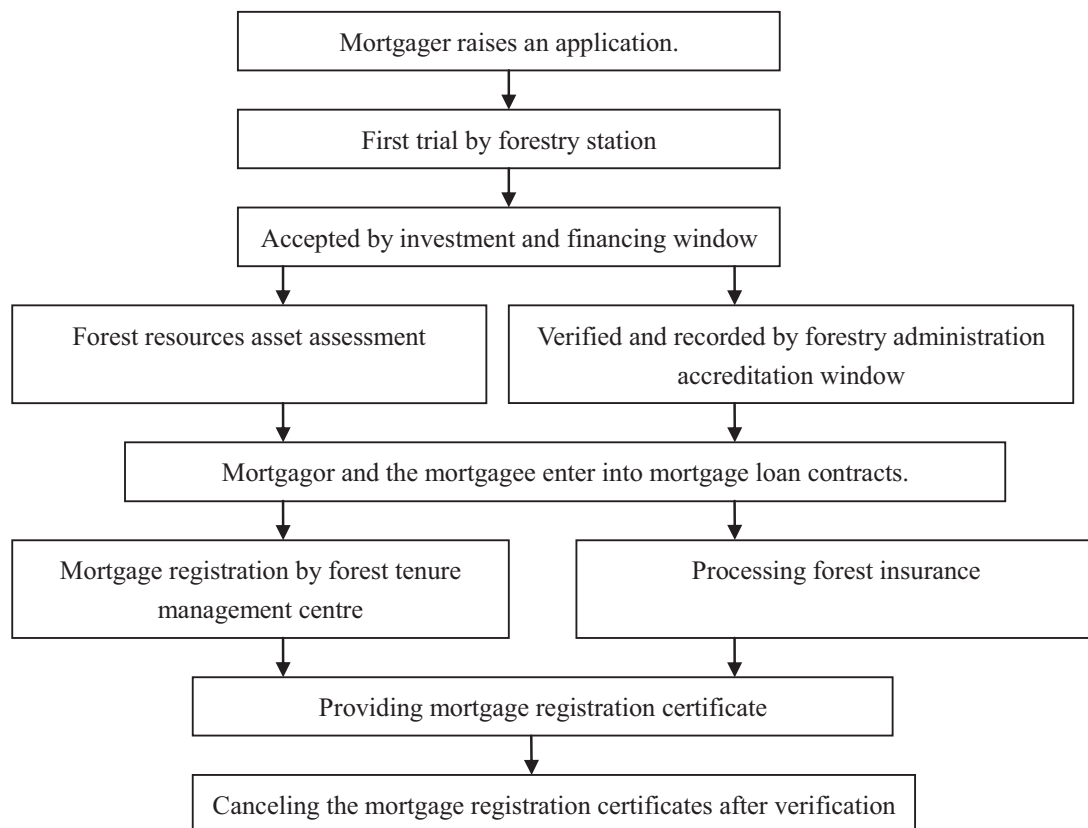 Mortgager raises an application.
First trial by forestry station
Accepted by investment and financing window
Forest resources asset assessment
Verified and recorded by forestry administration
accreditation window
Mortgagor and the mortgagee enter into mortgage loan contracts.
Mortgage registration by forest tenure
management centre
Processing forest insurance
Providing mortgage registration certificate
Canceling the mortgage registration certificates after verification